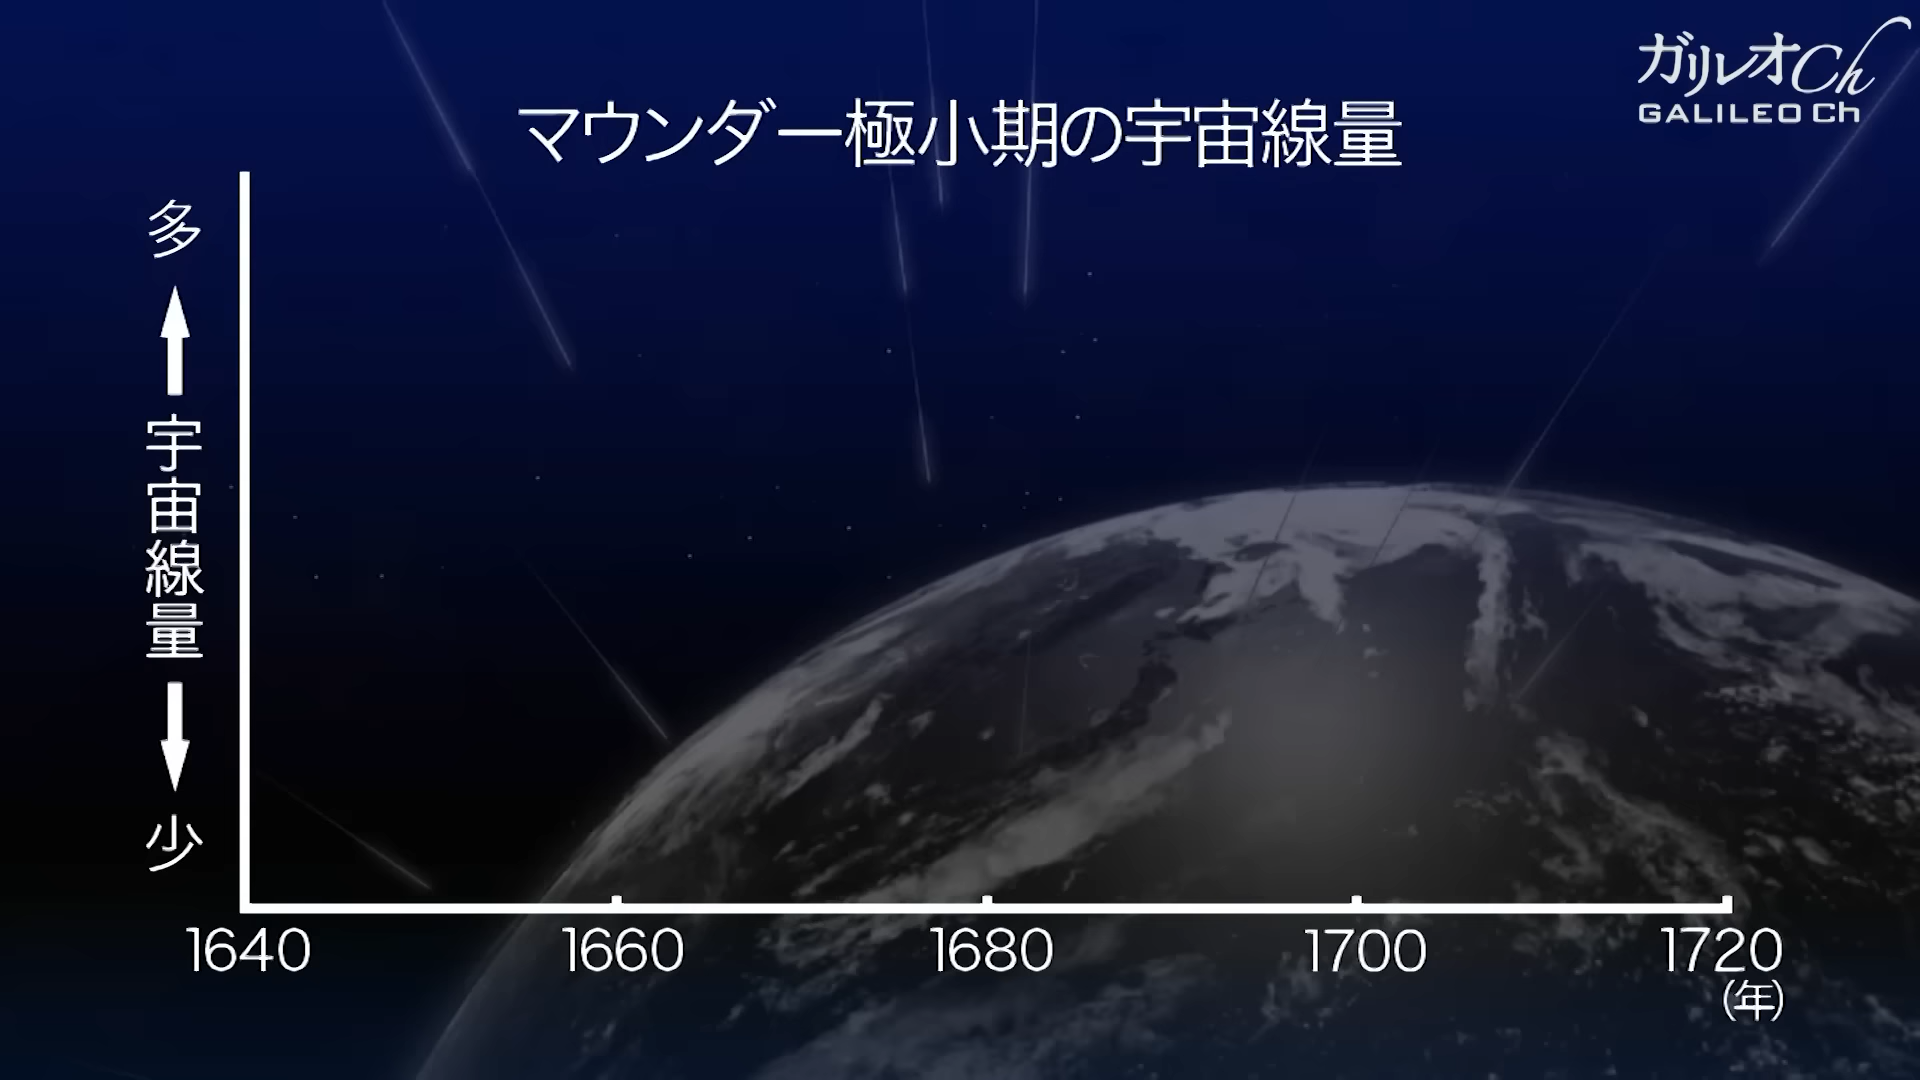 ガリレオCh
GALILEO Ch
マウンダー極小期の宇宙線量
多
宇宙線量
少
1640
1660
1680
1700
1720
(年)